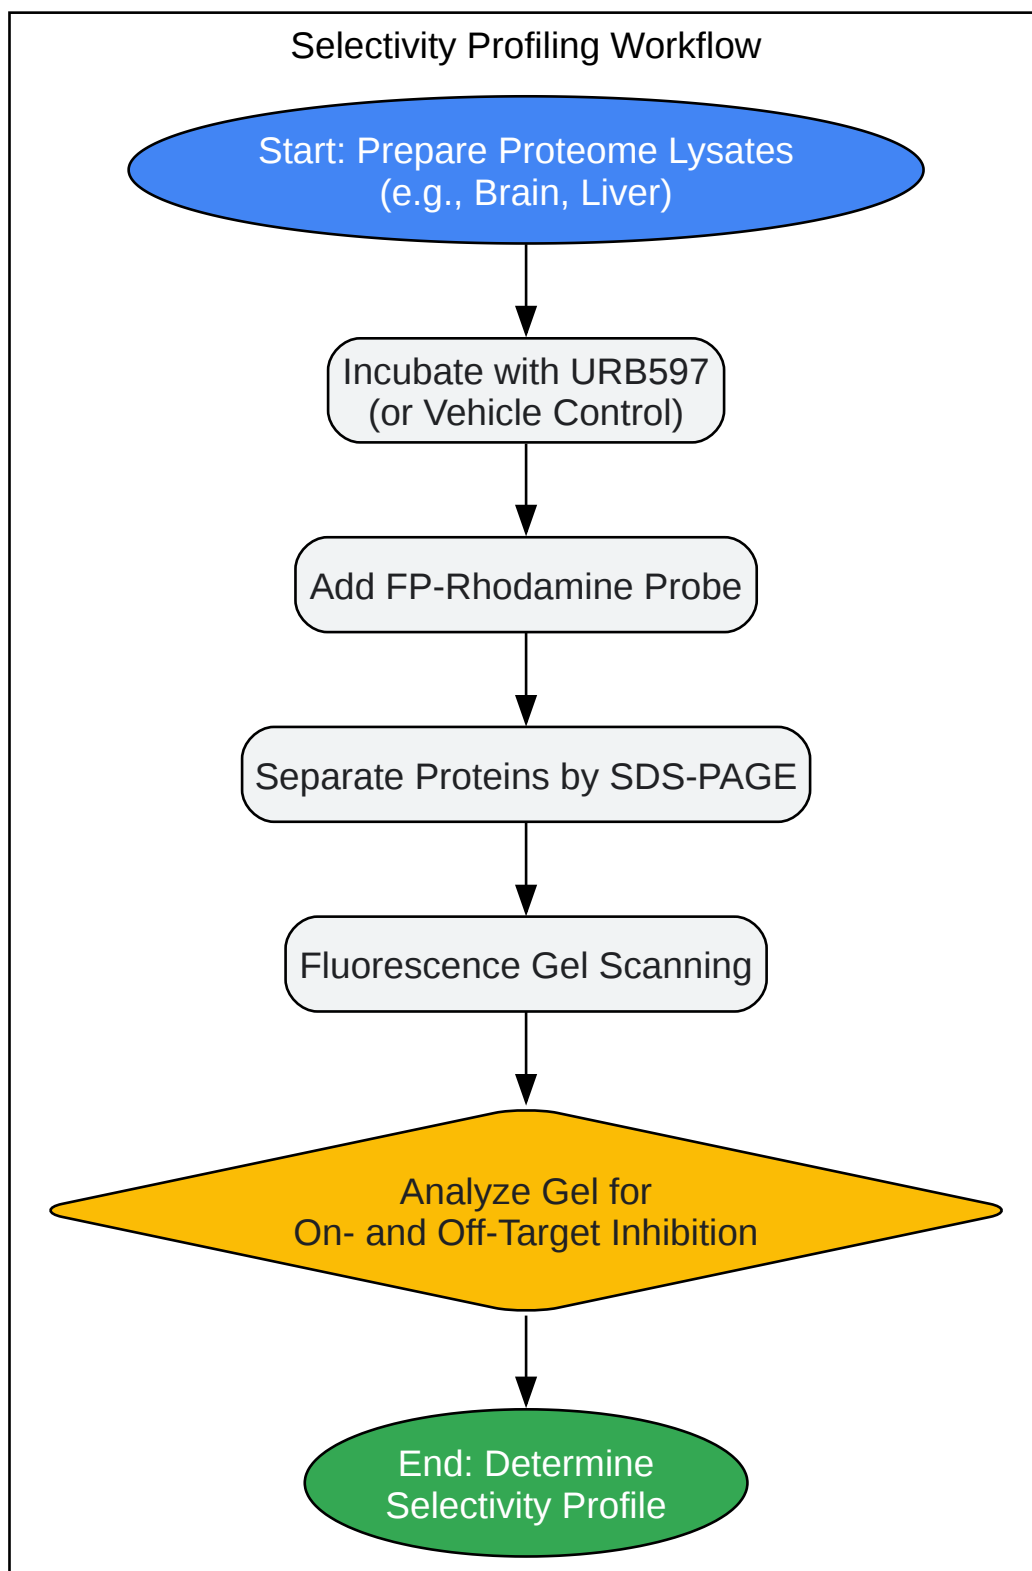 Selectivity Profiling Workflow
Start: Prepare Proteome Lysates
(e.g., Brain, Liver)
Incubate with URB597
(or Vehicle Control)
Add FP-Rhodamine Probe
Separate Proteins by SDS-PAGE
Fluorescence Gel Scanning
Analyze Gel for
On- and Off-Target Inhibition
End: Determine
Selectivity Profile